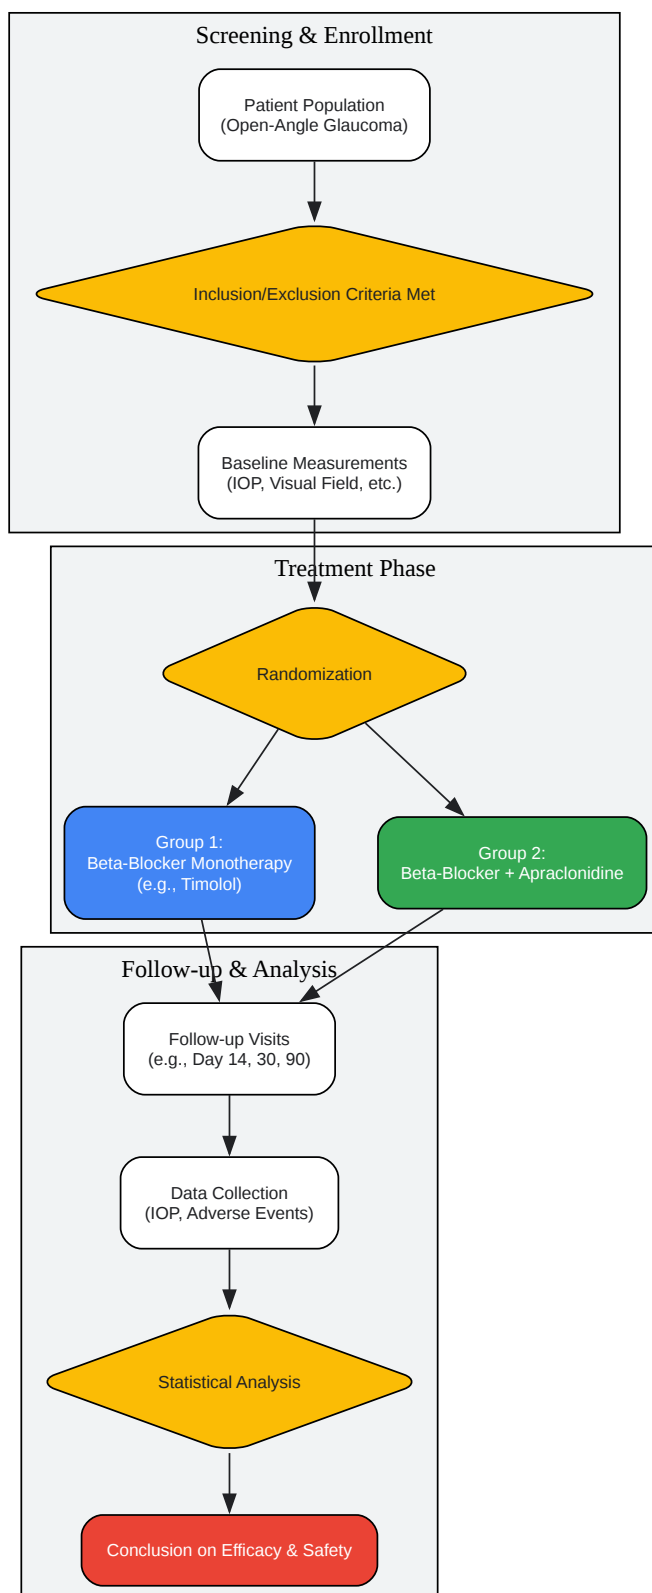 Screening & Enrollment
Patient Population
(Open-Angle Glaucoma)
Inclusion/Exclusion Criteria Met
Baseline Measurements
(IOP, Visual Field, etc.)
Treatment Phase
Randomization
Group 1:
Beta-Blocker Monotherapy
(e.g., Timolol)
Group 2:
Beta-Blocker + Apraclonidine
Follow-up & Analysis
Follow-up Visits
(e.g., Day 14, 30, 90)
Data Collection
(IOP, Adverse Events)
Statistical Analysis
Conclusion on Efficacy & Safety